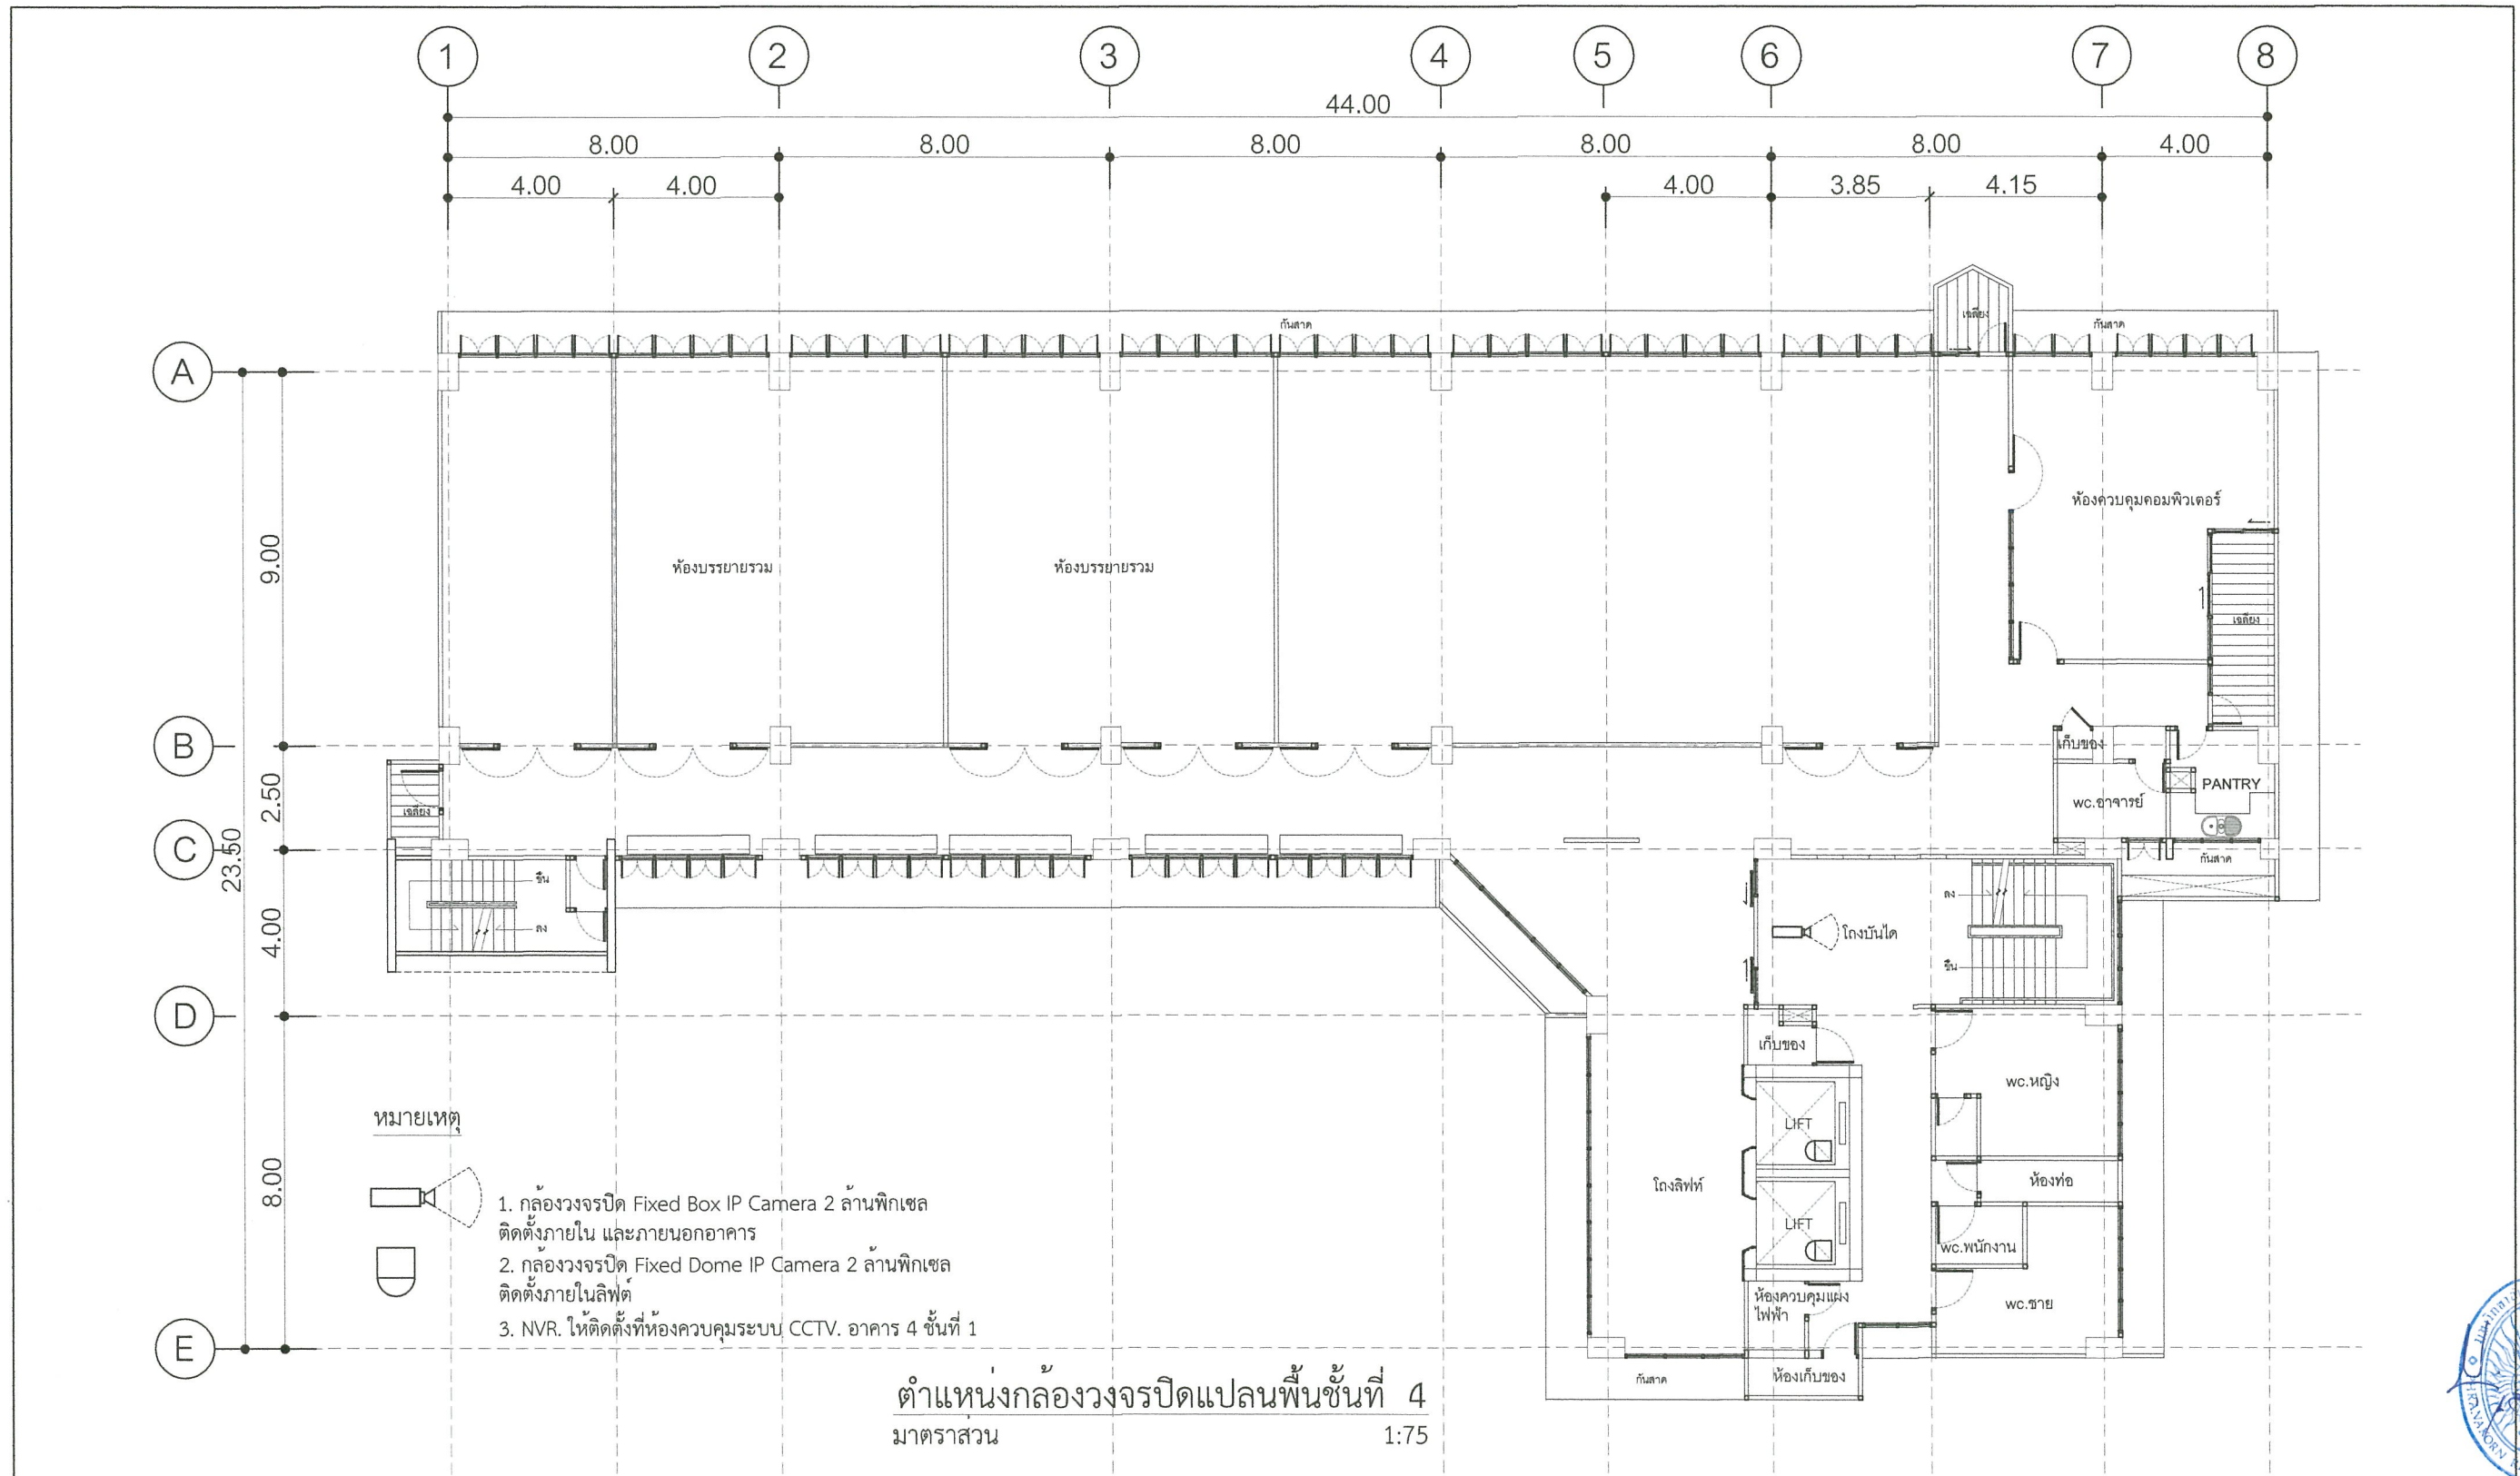 1 2 3 4 5 6 7 8
44.00
8.00 8.00 8.00 8.00 8.00 4.00
4.00 4.00 4.00 3.85 4.15
เฉลียง
กันสาด กันสาด
A
ห้องควบคุมคอมพิวเตอร์
9.00
ห้องบรรยายรวม ห้องบรรยายรวม
เฉลียง
B
เก็บของ
PANTRY
2.50
wc.อาจารย์
เฉลียง
C
23.50
กันสาด
ขึ้น
ลง
4.00
ลง
โถงบันได
ขึ้น
D
เก็บของ
wc.หญิง
หมายเหตุ
LIFT
8.00
โถงลิฟท์
ห้องท่อ
1. กล้องวงจรปิด Fixed Box IP Camera 2 ล้านพิกเซล
ติดตั้งภายใน และภายนอกอาคาร
LIFT
wc.พนักงาน
2. กล้องวงจรปิด Fixed Dome IP Camera 2 ล้านพิกเซล
ติดตั้งภายในลิฟต์
ห้องควบคุมแผง
ไฟฟ้า
wc.ชาย
3. NVR. ให้ติดตั้งที่ห้องควบคุมระบบ CCTV. อาคาร 4 ชั้นที่ 1
E
กันสาด
ห้องเก็บของ
ตำแหน่งกล้องวงจรปิดแปลนพื้นชั้นที่ 4
มาตราส่วน 1:75